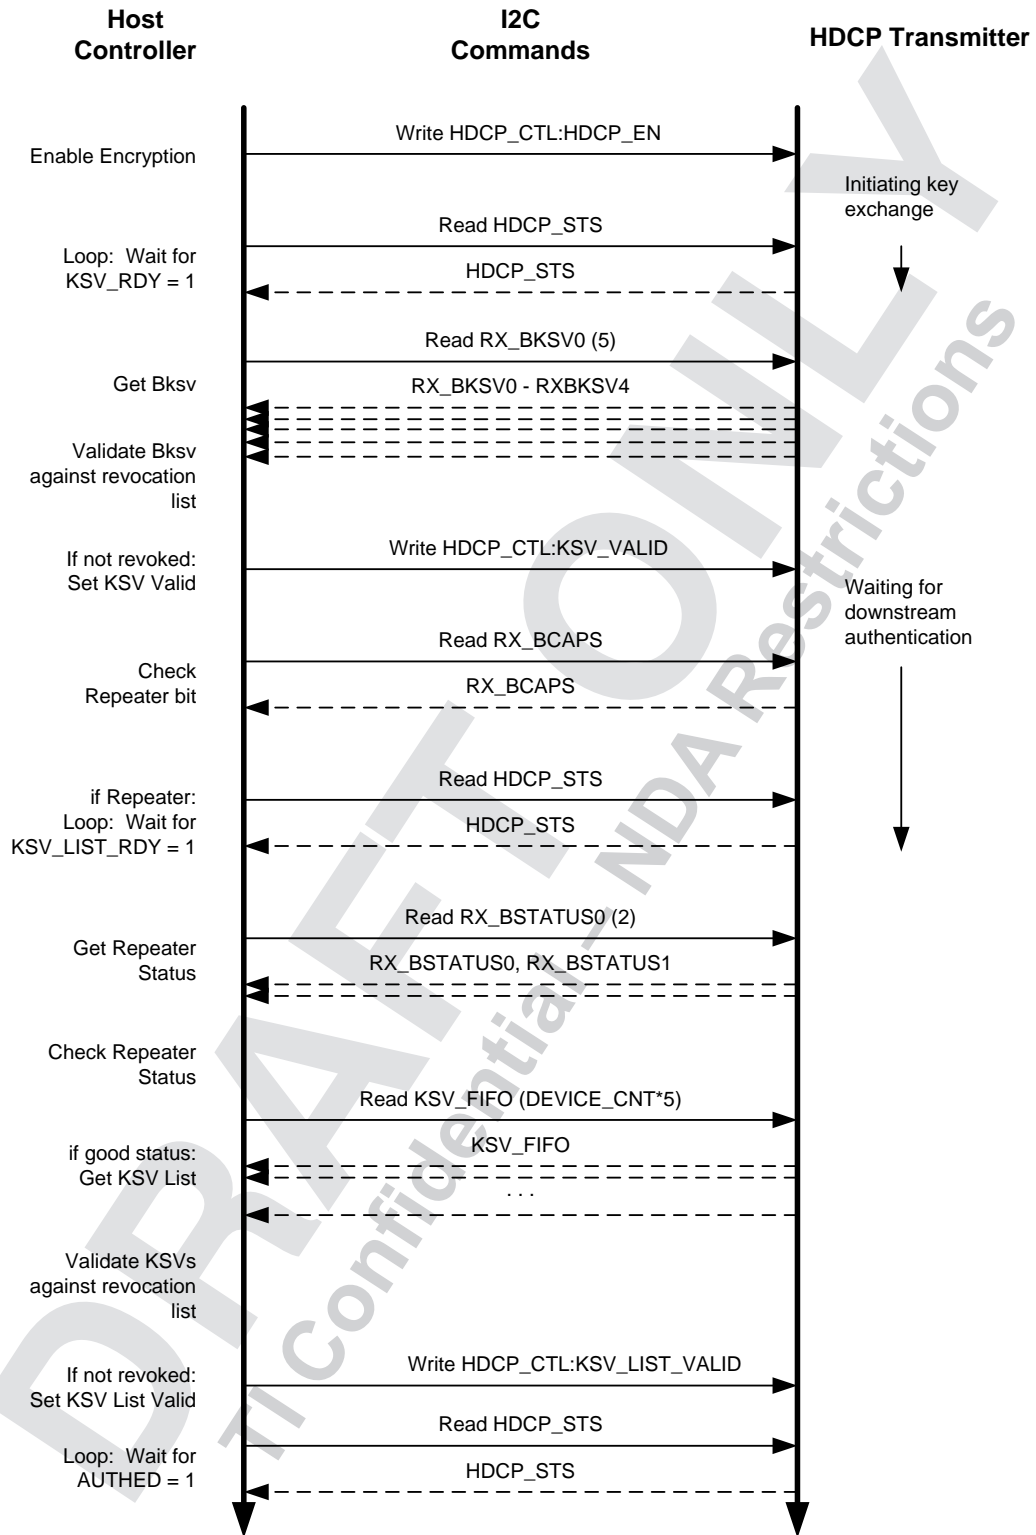 Host
Controller
I2C
Commands
HDCP Transmitter
Write HDCP_CTL:HDCP_EN
Enable Encryption
Initiating key
exchange
Read HDCP_STS
Loop: Wait for
KSV_RDY = 1
HDCP_STS
Read RX_BKSV0 (5)
Get Bksv
RX_BKSV0 - RXBKSV4
Validate Bksv
against revocation
list
Write HDCP_CTL:KSV_VALID
If not revoked:
Set KSV Valid
Waiting for
downstream
authentication
Read RX_BCAPS
Check
Repeater bit
RX_BCAPS
Read HDCP_STS
if Repeater:
Loop: Wait for
KSV_LIST_RDY = 1
HDCP_STS
Read RX_BSTATUS0 (2)
Get Repeater
Status
RX_BSTATUS0, RX_BSTATUS1
Check Repeater
Status
Read KSV_FIFO (DEVICE_CNT*5)
KSV_FIFO
if good status:
Get KSV List
. . .
Validate KSVs
against revocation
list
Write HDCP_CTL:KSV_LIST_VALID
If not revoked:
Set KSV List Valid
Read HDCP_STS
Loop: Wait for
AUTHED = 1
HDCP_STS
DRAFT ONLY
TI Confidential – NDA Restrictions